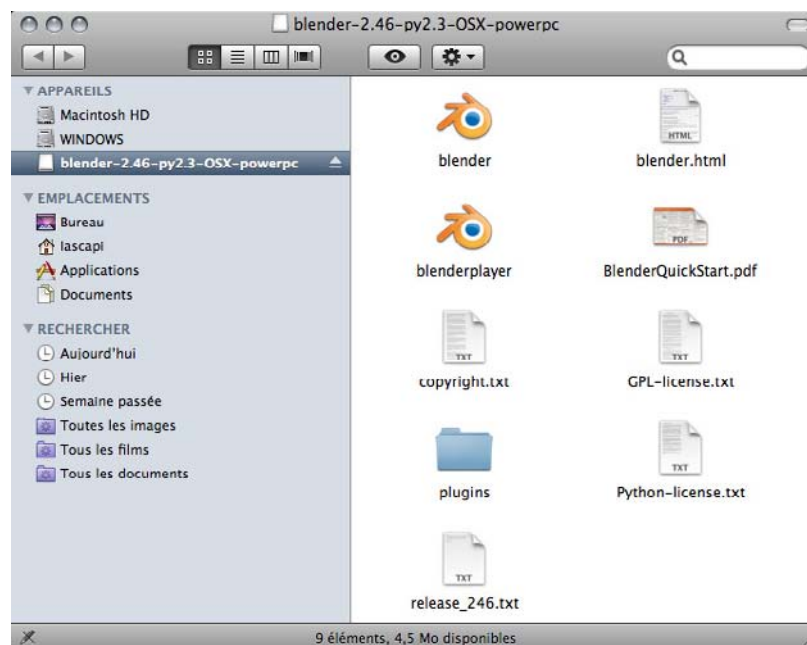 blender-2.46-py2.3-OSX-powerpc
APPAREILS
Macintosh HD
WINDOWS
blender-2.46-py2.3-OSX-powerpc
EMPLACEMENTS
Bureau
lascapi
Applications
Documents
RECHERCHER
Aujourd'hui
Hier
Semaine passée
Toutes les images
Tous les films
Tous les documents
blender
HTML
blender.html
blenderplayer
PDF
BlenderQuickStart.pdf
TXT
copyright.txt
TXT
GPL-license.txt
plugins
TXT
Python-license.txt
TXT
release_246.txt
9 éléments, 4,5 Mo disponibles